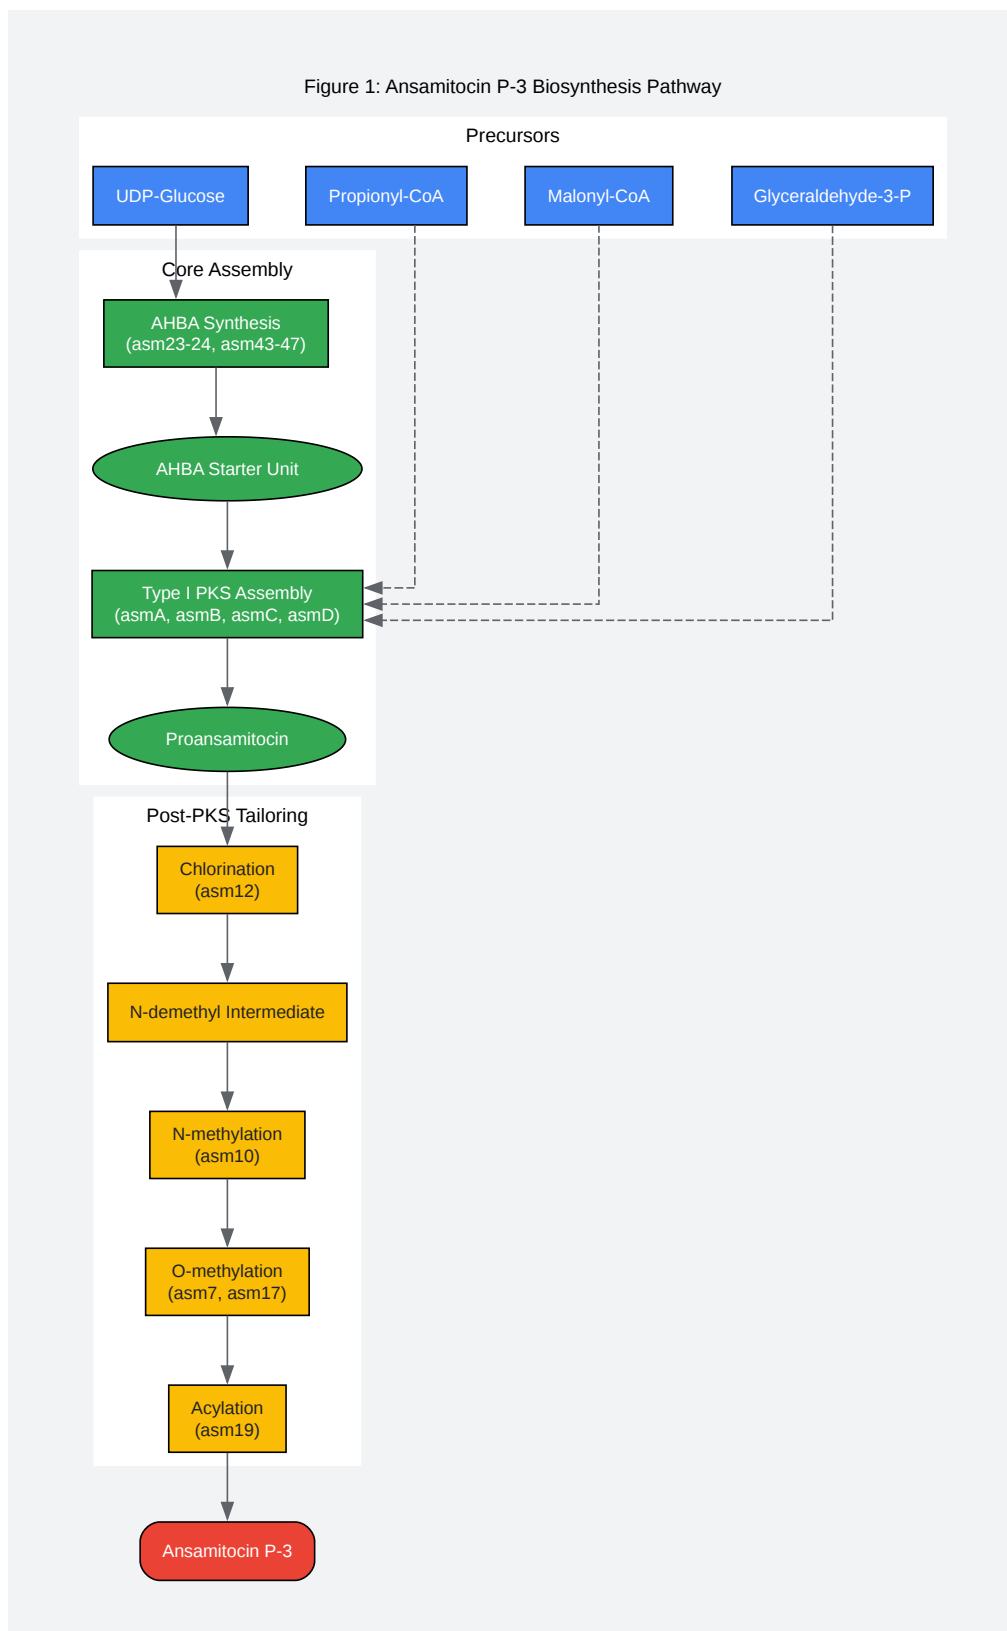 Figure 1: Ansamitocin P-3 Biosynthesis Pathway
Precursors
UDP-Glucose
Propionyl-CoA
Malonyl-CoA
Glyceraldehyde-3-P
Core Assembly
AHBA Synthesis
(asm23-24, asm43-47)
AHBA Starter Unit
Type I PKS Assembly
(asmA, asmB, asmC, asmD)
Proansamitocin
Post-PKS Tailoring
Chlorination
(asm12)
N-demethyl Intermediate
N-methylation
(asm10)
O-methylation
(asm7, asm17)
Acylation
(asm19)
Ansamitocin P-3